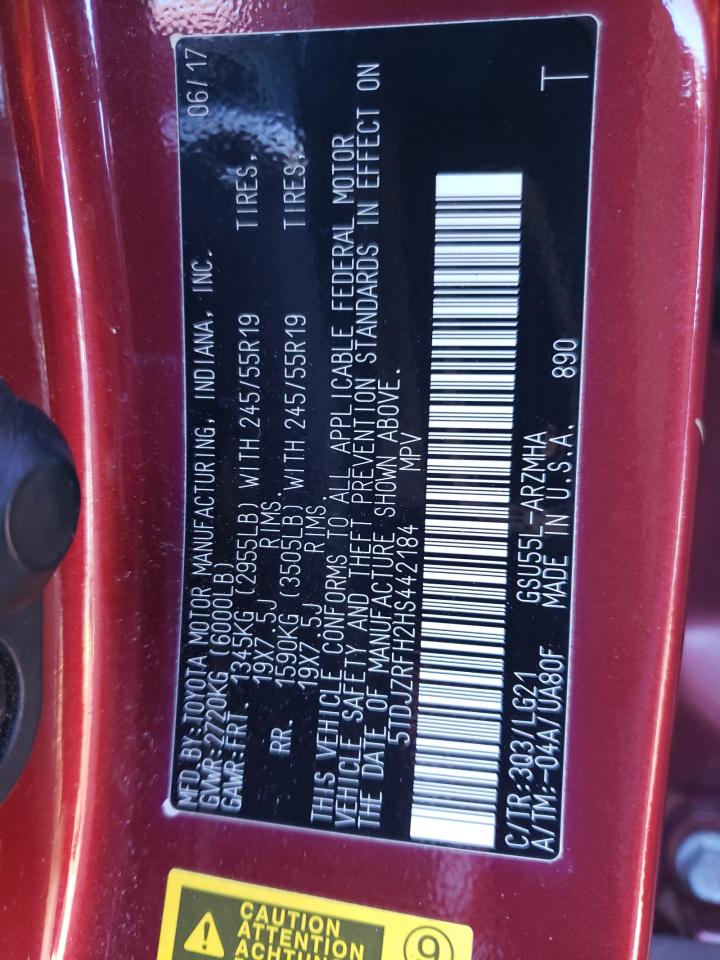 MFD. BY: TOYOTA MOTOR MANUFACTURING, INDIANA, INC. 06/17
GVWR:2720KG (6000LB)
GAWR:FRT. 1345KG (2955LB) WITH 245/55R19 TIRES,
19X7.5J RIMS.
RR. 1590KG (3505LB) WITH 245/55R19 TIRES,
19X7.5J RIMS.
THIS VEHICLE CONFORMS TO ALL APPLICABLE FEDERAL MOTOR
VEHICLE SAFETY AND THEFT PREVENTION STANDARDS IN EFFECT ON
THE DATE OF MANUFACTURE SHOWN ABOVE.
5TDJZRFH2HS442184 MPV
C/TR:3Q3/LG21 GSU55L-ARZMHA T
A/TM:-04A/UA80F MADE IN U.S.A. 890
CAUTION
ATTENTION
ACHTUNG
9